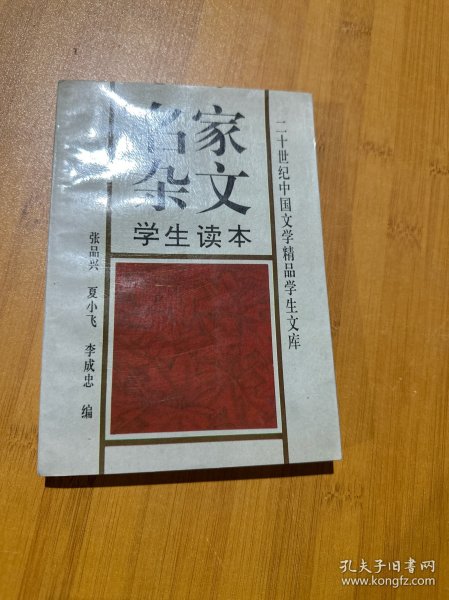 名家
杂文
学生读本
二十世纪中国文学精品学生文库
张品兴 夏小飞 李成忠 编
孔夫子旧书网
www.kongfz.com